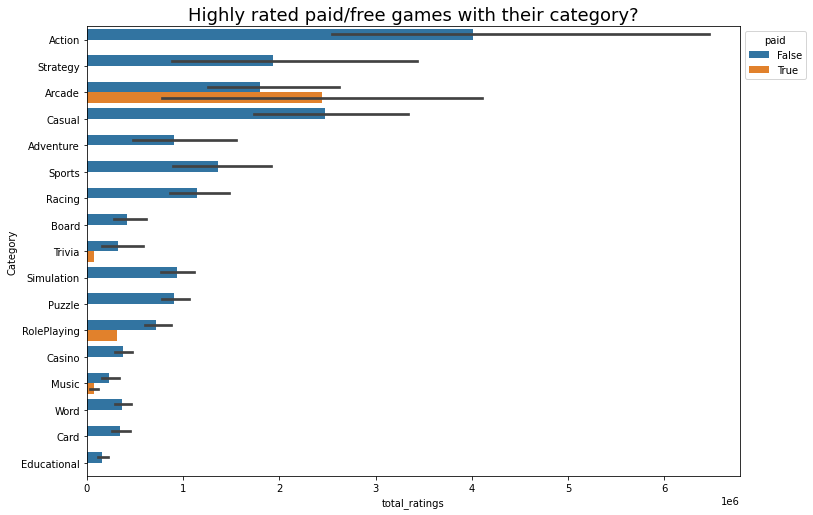 Highly rated paid/free games with their category?
Action
Strategy
Arcade
Casual
Adventure
Sports
Racing
Board
Trivia
Simulation
Puzzle
RolePlaying
Casino
Music
Word
Card
Educational
Category
0 1 2 3 4 5 6
1e6
total_ratings
paid
False
True